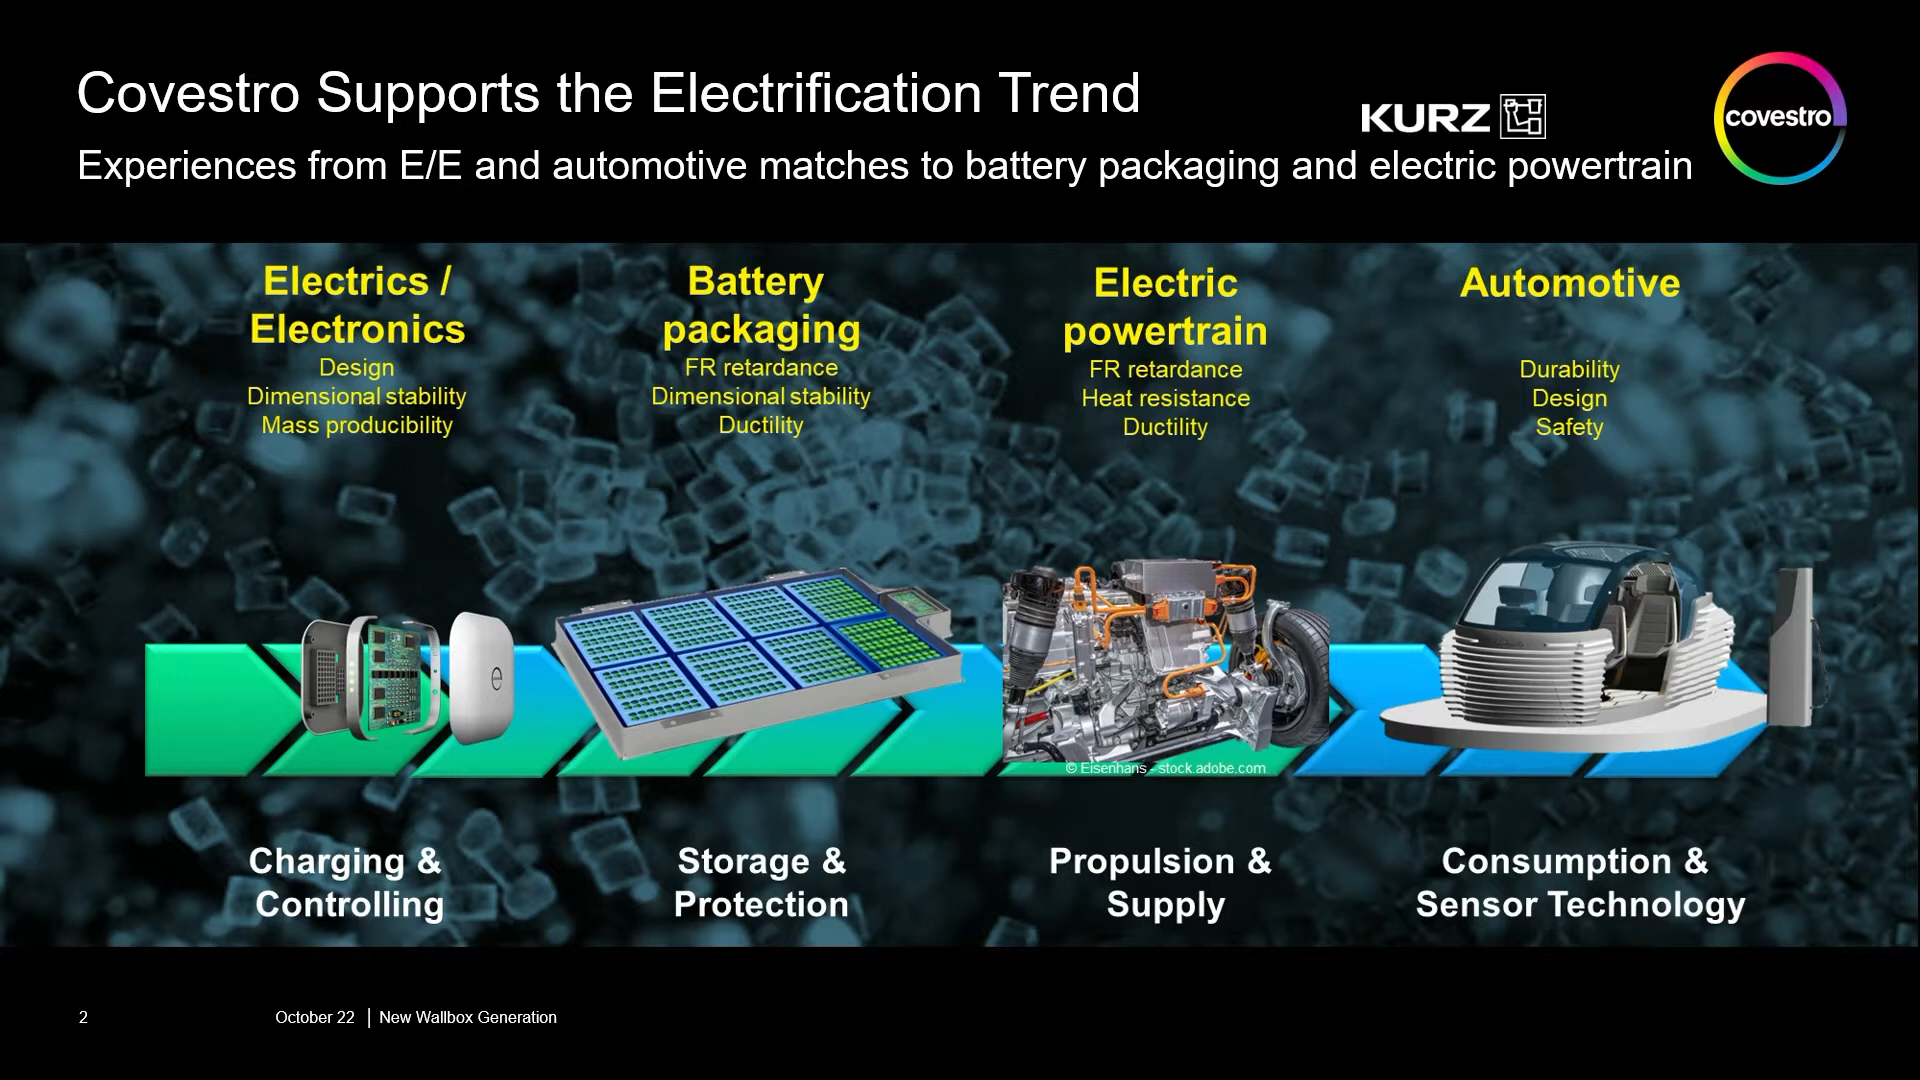 Covestro Supports the Electrification Trend
KURZ
covestro
Experiences from E/E and automotive matches to battery packaging and electric powertrain
Electrics /
Electronics
Design
Dimensional stability
Mass producibility
Battery
packaging
FR retardance
Dimensional stability
Ductility
Electric
powertrain
FR retardance
Heat resistance
Ductility
Automotive
Durability
Design
Safety
© Eisenhans - stock.adobe.com
Charging &
Controlling
Storage &
Protection
Propulsion &
Supply
Consumption &
Sensor Technology
2
October 22 | New Wallbox Generation